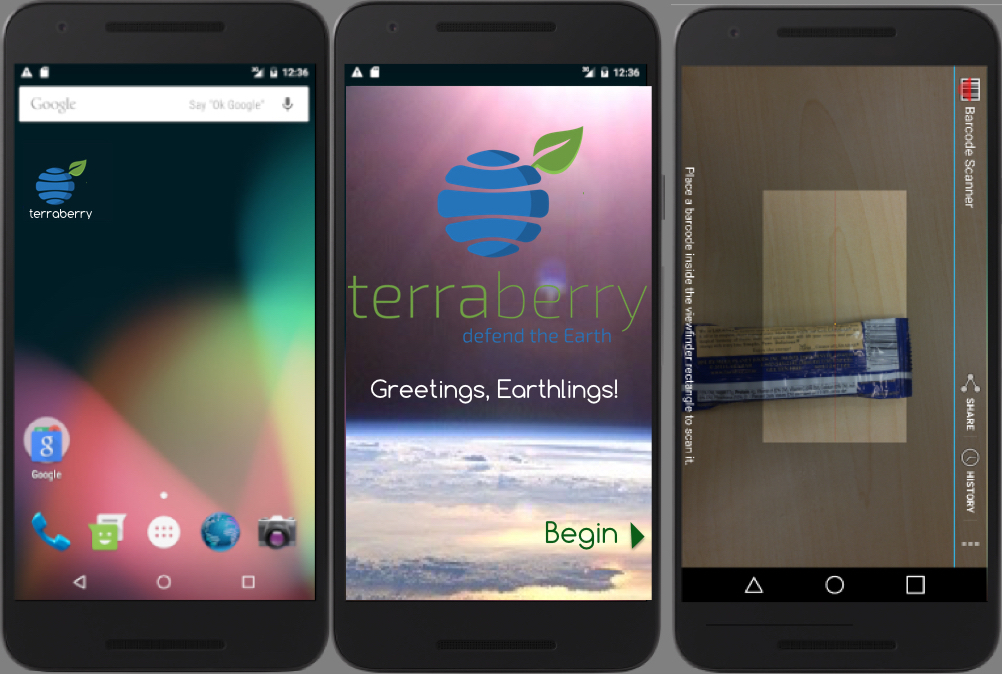 12:36
Google
Say "Ok Google"
terraberry
Google
12:36
terraberry
defend the Earth
Greetings, Earthlings!
Begin
Barcode Scanner
SHARE
HISTORY
Place a barcode inside the viewfinder rectangle to scan it.